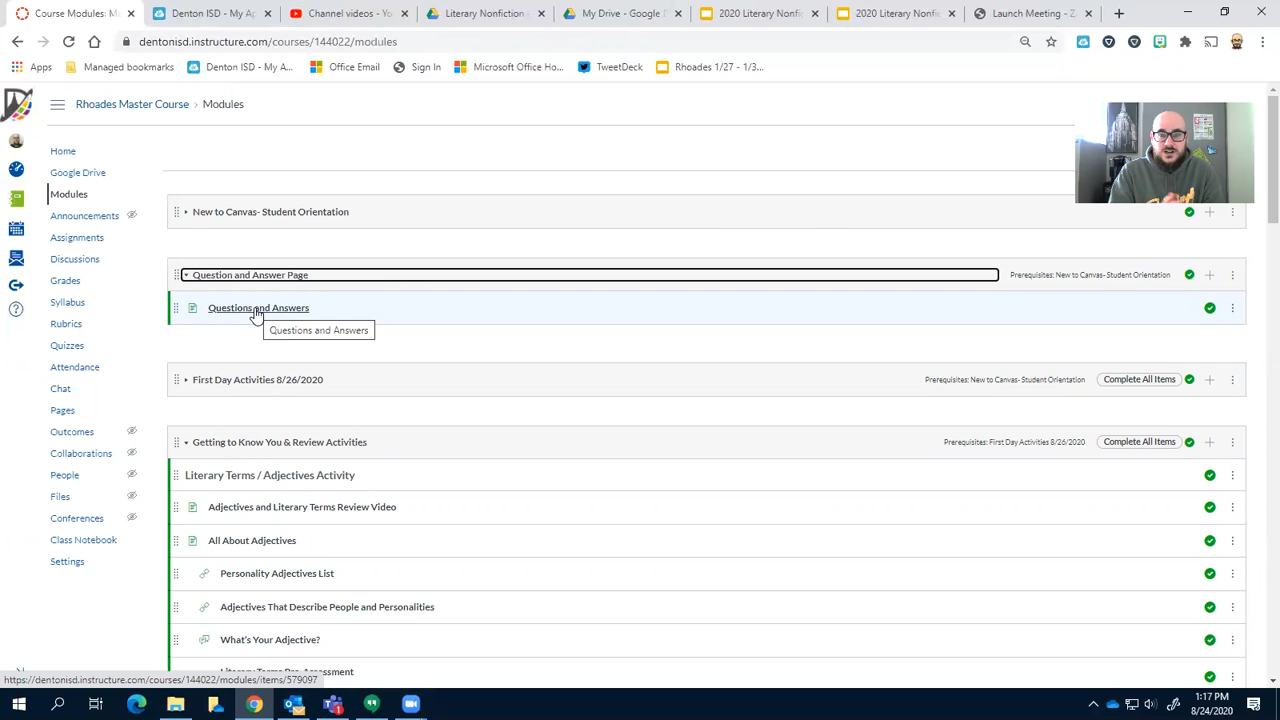 Course Modules: M
Denton ISD - My A
Channel videos - Yo
Literary Nonfiction a
My Drive - Google D
2020 Literary Nonfi
2020 Literary Nonfi
Launch Meeting - Z
dentonisd.instructure.com/courses/144022/modules
Apps
Managed bookmarks
Denton ISD - My A...
Office Email
Sign In
Microsoft Office Ho...
TweetDeck
Rhoades 1/27 - 1/3...
Rhoades Master Course › Modules
Home
Google Drive
Modules
Announcements
Assignments
Discussions
Grades
Syllabus
Rubrics
Quizzes
Attendance
Chat
Pages
Outcomes
Collaborations
People
Files
Conferences
Class Notebook
Settings
New to Canvas- Student Orientation
Question and Answer Page
Prerequisites: New to Canvas- Student Orientation
Questions and Answers
Questions and Answers
First Day Activities 8/26/2020
Prerequisites: New to Canvas- Student Orientation
Complete All Items
Getting to Know You & Review Activities
Prerequisites: First Day Activities 8/26/2020
Complete All Items
Literary Terms / Adjectives Activity
Adjectives and Literary Terms Review Video
All About Adjectives
Personality Adjectives List
Adjectives That Describe People and Personalities
What's Your Adjective?
Literary Terms Pre-Assessment
https://dentonisd.instructure.com/courses/144022/modules/items/579097
1:17 PM
8/24/2020